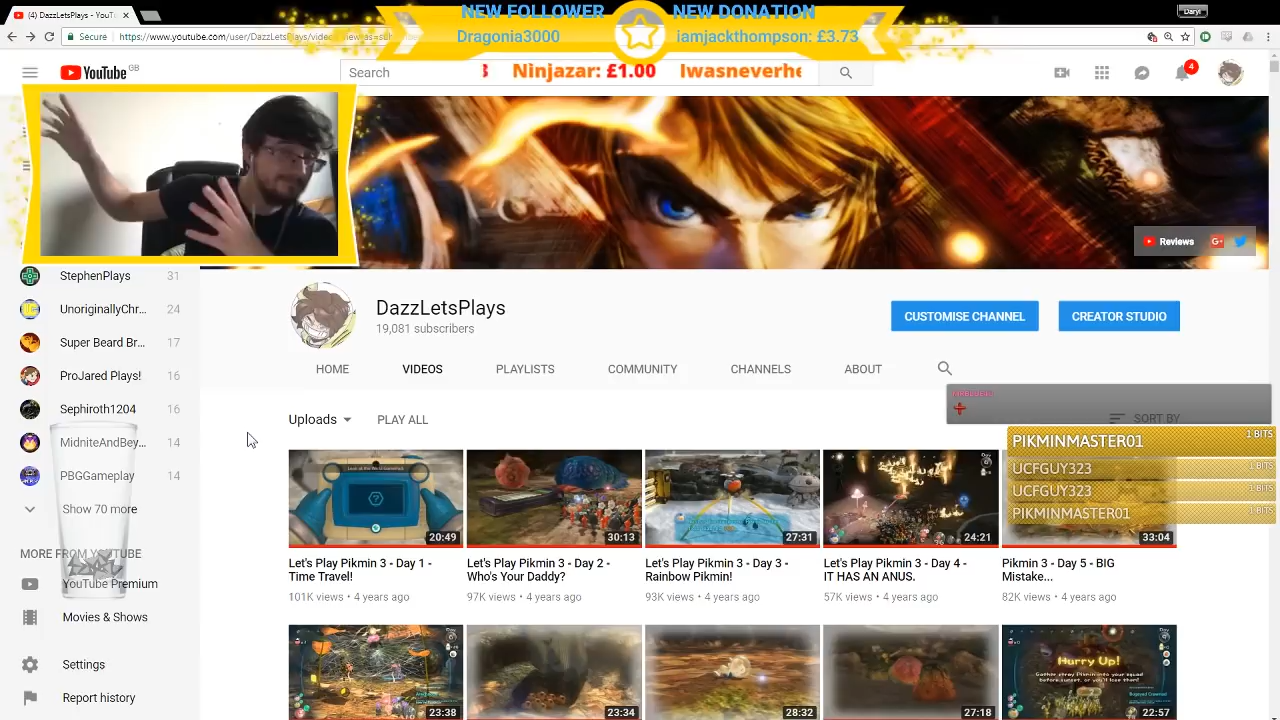 (4) DazzLetsPlays - YouTube
Daryl
NEW FOLLOWER
NEW DONATION
Dragonia3000
iamjackthompson: £3.73
Secure
https://www.youtube.com/user/DazzLetsPlays/
YouTube GB
Search
Ninjazar: £1.00
Iwasneverhe
4
Reviews
StephenPlays 31
UnoriginallyChr... 24
Super Beard Br... 17
ProJared Plays! 16
Sephiroth1204 16
MidniteAndBey... 14
PBGGameplay 14
Show 70 more
MORE FROM YOUTUBE
YouTube Premium
Movies & Shows
Settings
Report history
DazzLetsPlays
19,081 subscribers
CUSTOMISE CHANNEL
CREATOR STUDIO
HOME VIDEOS PLAYLISTS COMMUNITY CHANNELS ABOUT
Uploads
PLAY ALL
SORT BY
PIKMINMASTER01 1 BITS
UCFGUY323 1 BITS
UCFGUY323 1 BITS
PIKMINMASTER01 1 BITS
20:49
30:13
27:31
24:21
33:04
Let's Play Pikmin 3 - Day 1 -
Time Travel!
101K views • 4 years ago
Let's Play Pikmin 3 - Day 2 -
Who's Your Daddy?
97K views • 4 years ago
Let's Play Pikmin 3 - Day 3 -
Rainbow Pikmin!
93K views • 4 years ago
Let's Play Pikmin 3 - Day 4 -
IT HAS AN ANUS.
57K views • 4 years ago
Pikmin 3 - Day 5 - BIG
Mistake...
82K views • 4 years ago
Hurry Up!
23:38
23:34
28:32
27:18
22:57